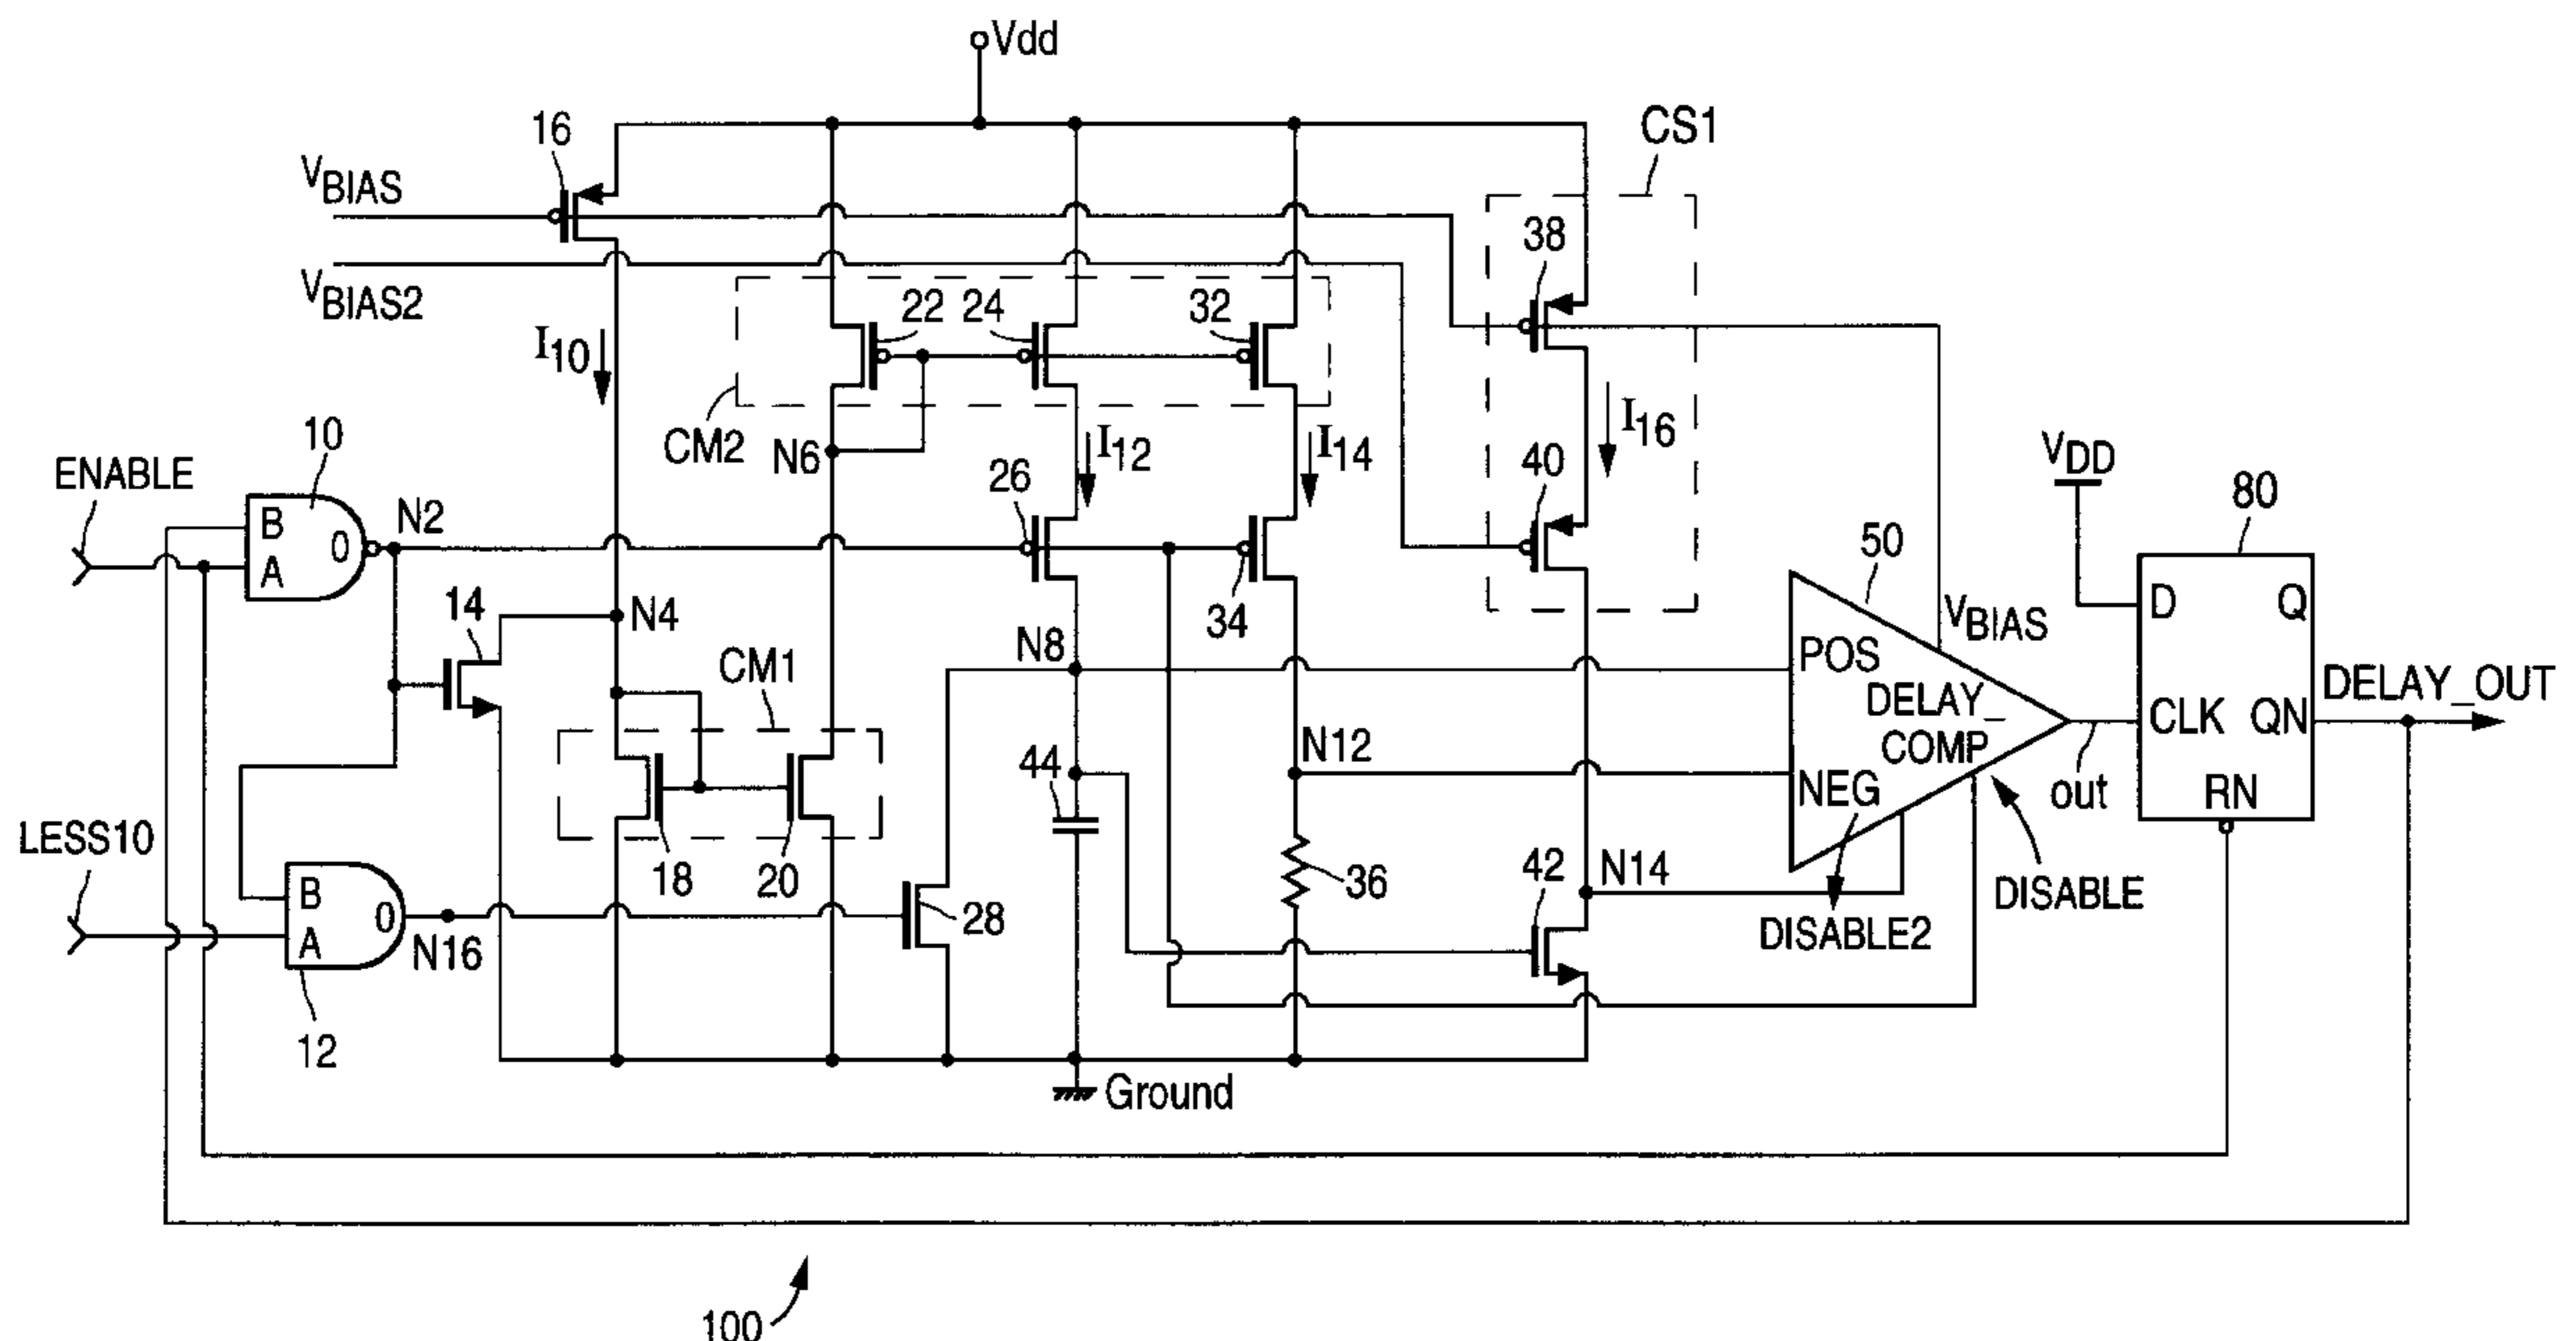 Vdd
16
CS1
VBIAS
VBIAS2
38
22
24
32
I10
CM2
N6
I12
I14
I16
10
ENABLE
B
A
0
N2
26
40
VDD
80
50
14
N4
34
D
Q
VBIAS
POS
DELAY_
COMP
NEG
CLK
QN
DELAY_OUT
RN
out
CM1
N8
N12
44
LESS10
B
A
0
N16
18
20
28
36
42
N14
DISABLE
DISABLE2
12
Ground
100